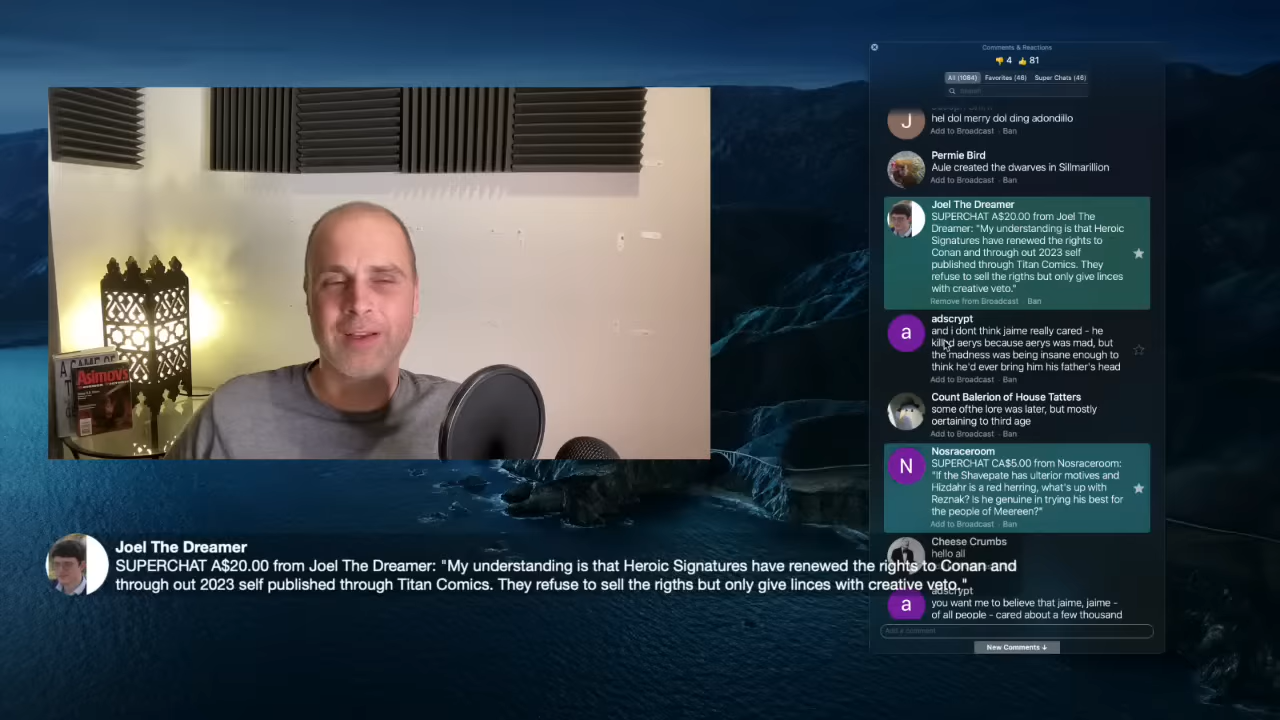 A GAME OF
Asimov's
Joel The Dreamer
SUPERCHAT A$20.00 from Joel The Dreamer: "My understanding is that Heroic Signatures have renewed the rights to Conan and
through out 2023 self published through Titan Comics. They refuse to sell the rigths but only give linces with creative veto."
Comments & Reactions
👎 4 👍 81
All (1064) Favorites (48) Super Chats (46)
Search
J
hel dol merry dol ding adondillo
Add to Broadcast · Ban
Permie Bird
Aule created the dwarves in Sillmarillion
Add to Broadcast · Ban
Joel The Dreamer
SUPERCHAT A$20.00 from Joel The
Dreamer: "My understanding is that Heroic
Signatures have renewed the rights to
Conan and through out 2023 self
published through Titan Comics. They
refuse to sell the rigths but only give linces
with creative veto."
Remove from Broadcast · Ban
a
adscrypt
and i dont think jaime really cared - he
killed aerys because aerys was mad, but
the madness was being insane enough to
think he'd ever bring him his father's head
Add to Broadcast · Ban
Count Balerion of House Tatters
some ofthe lore was later, but mostly
oertaining to third age
Add to Broadcast · Ban
N
Nosraceroom
SUPERCHAT CA$5.00 from Nosraceroom:
"If the Shavepate has ulterior motives and
Hizdahr is a red herring, what's up with
Reznak? Is he genuine in trying his best for
the people of Meereen?"
Add to Broadcast · Ban
Cheese Crumbs
hello all
a
adscrypt
you want me to believe that jaime, jaime -
of all people - cared about a few thousand
Add a comment
New Comments ↓